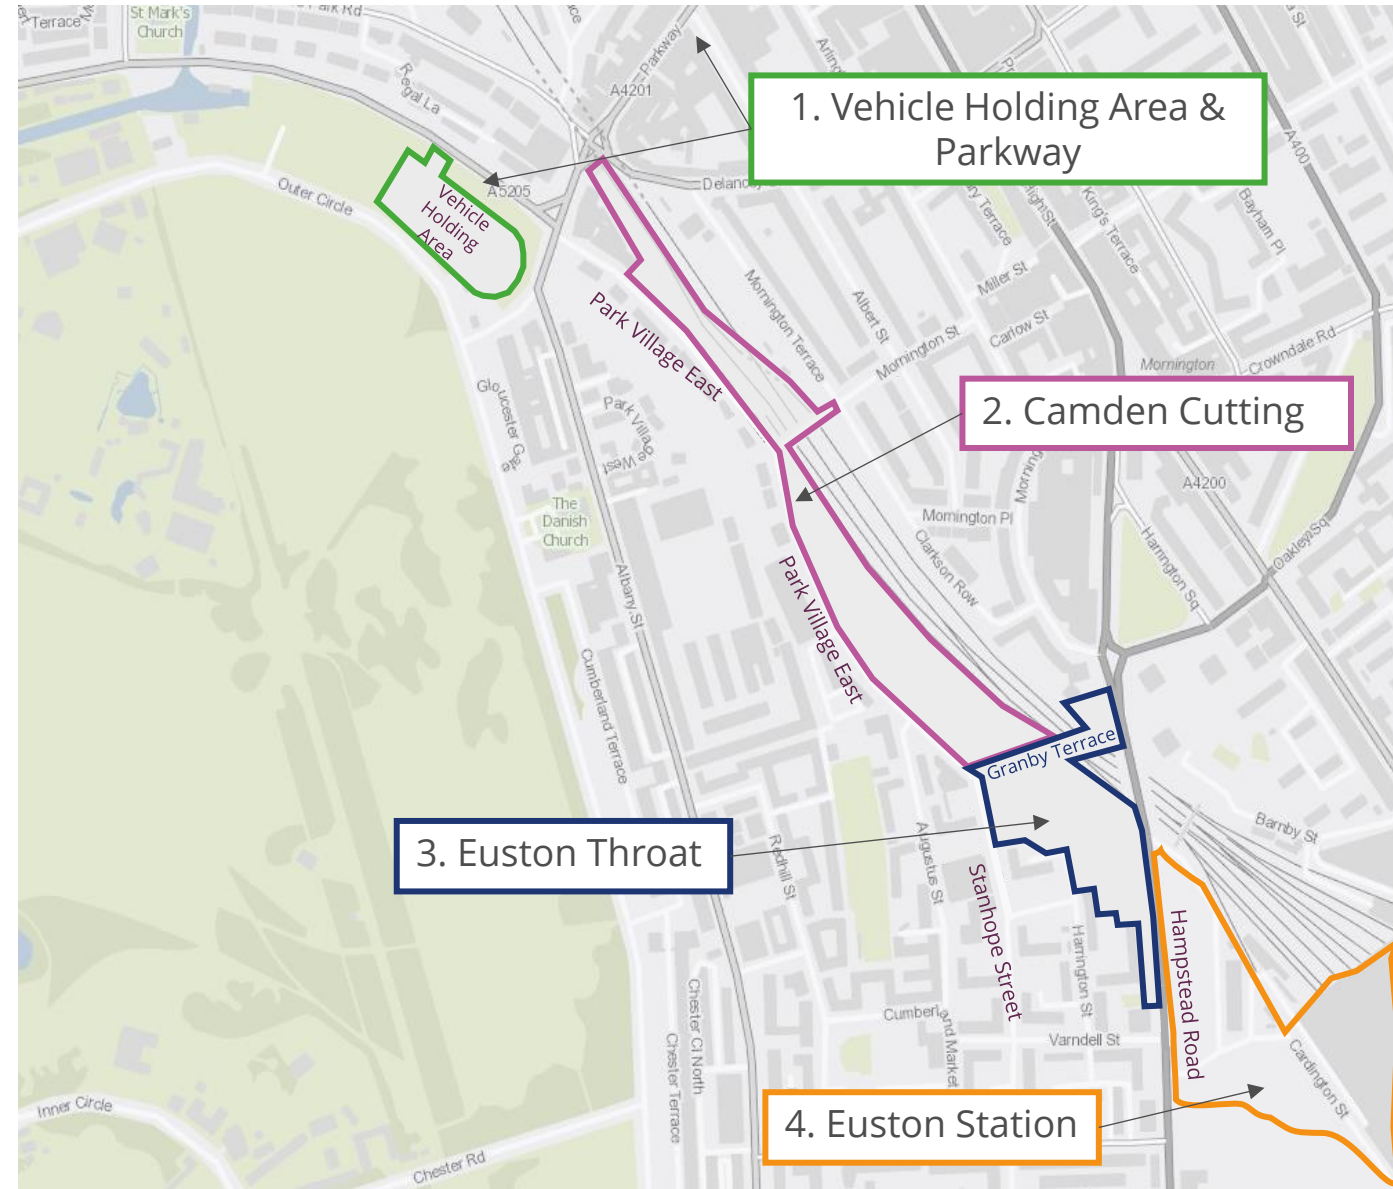 Terrace
St Mark's
Church
Park Rd
Regal La
A4201
Parkway
1. Vehicle Holding Area &
Parkway
A400
Outer Circle
Vehicle
Holding
Area
A5205
Terrace
High St
King's Terrace
Bayham Pl
Miller St
Albert St
Carlow St
Mornington St
Mornington Terrace
Mornington
Crowndale Rd
Park Village East
Gloucester Gate
Park Village
West
2. Camden Cutting
A4200
The
Danish
Church
Mornington Pl
Clarkson Row
Harrington Sq
Oakley Sq
Albany St
Park Village East
Cumberland Terrace
Granby Terrace
3. Euston Throat
Redhill St
Augustus St
Stanhope Street
Harrington St
Hampstead Road
Barnby St
Chester Cl North
Chester Terrace
Cumberland Market
Varndell St
Cardington St
Inner Circle
Chester Rd
4. Euston Station